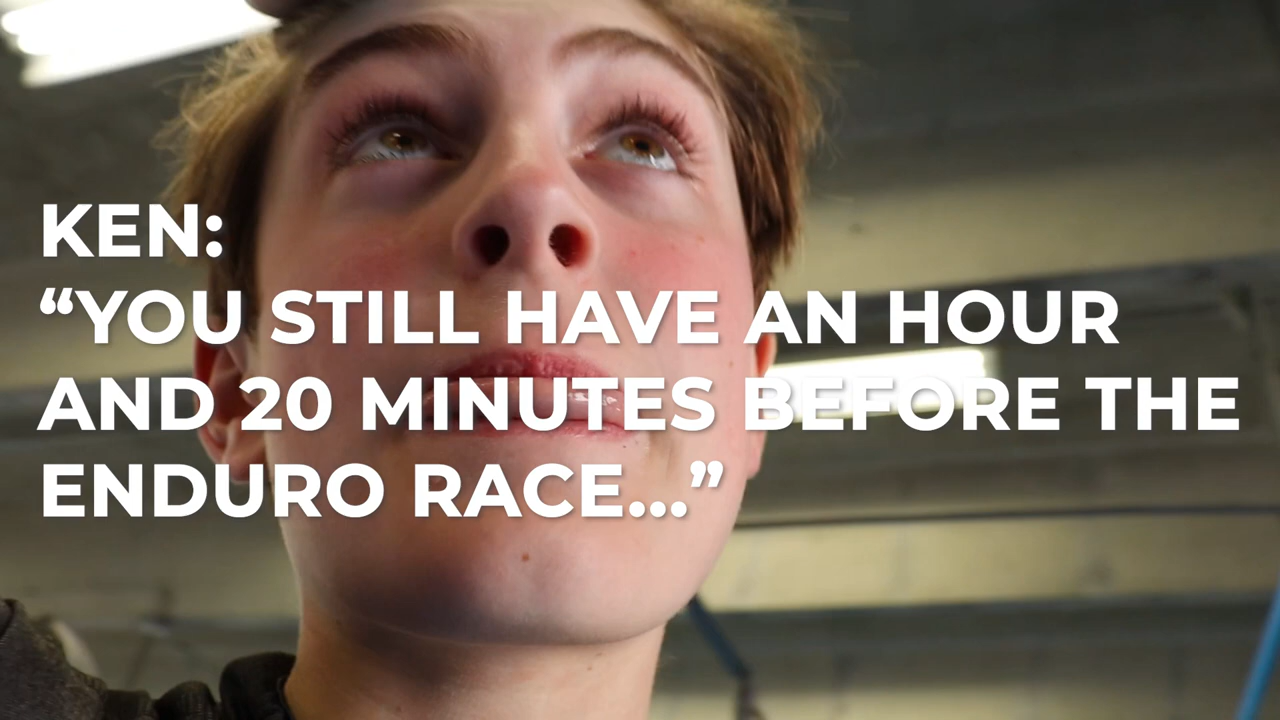 KEN:
“YOU STILL HAVE AN HOUR
AND 20 MINUTES BEFORE THE
ENDURO RACE...”